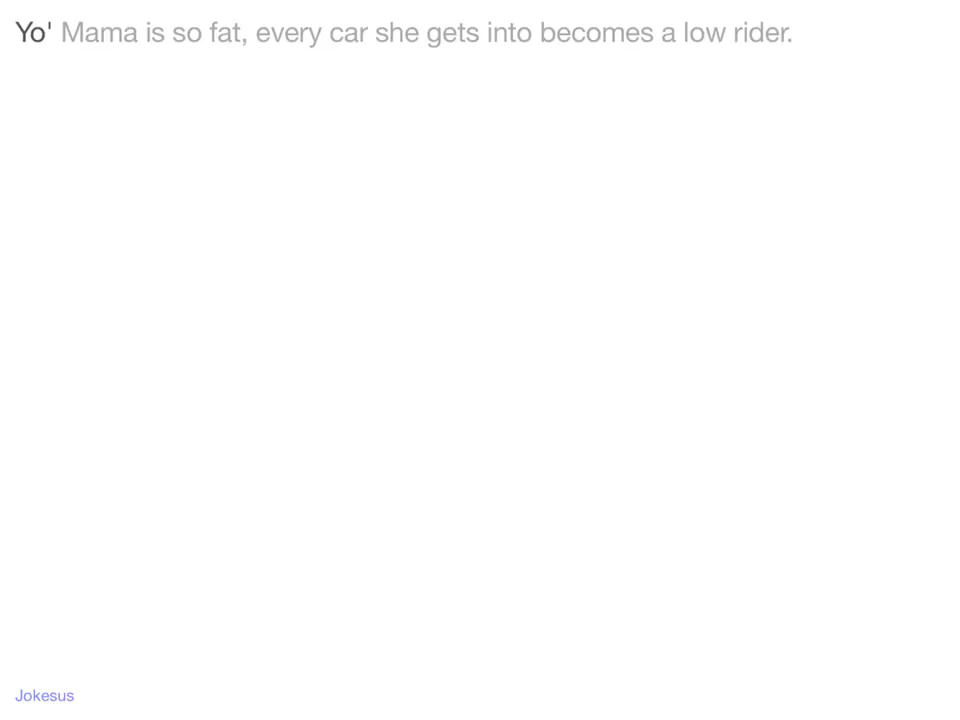 Yo' Mama is so fat, every car she gets into becomes a low rider.
Jokesus